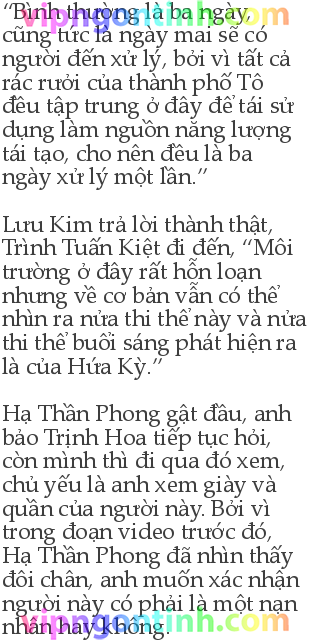 “Bình thường là ba ngày,
vipngontinh.com
cũng tức là ngày mai sẽ có
người đến xử lý, bởi vì tất cả
rác rưởi của thành phố Tô
đều tập trung ở đây để tái sử
dụng làm nguồn năng lượng
tái tạo, cho nên đều là ba
ngày xử lý một lần.”
Lưu Kim trả lời thành thật,
Trình Tuấn Kiệt đi đến, “Môi
trường ở đây rất hỗn loạn
nhưng về cơ bản vẫn có thể
nhìn ra nửa thi thể này và nửa
thi thể buổi sáng phát hiện ra
là của Hứa Kỳ.”
Hạ Thần Phong gật đầu, anh
bảo Trịnh Hoa tiếp tục hỏi,
còn mình thì đi qua đó xem,
chủ yếu là anh xem giày và
quần của người này. Bởi vì
trong đoạn video trước đó,
Hạ Thần Phong đã nhìn thấy
đôi chân, anh muốn xác nhận
người này có phải là một nạn
vipngontinh.com
nhân hay không.